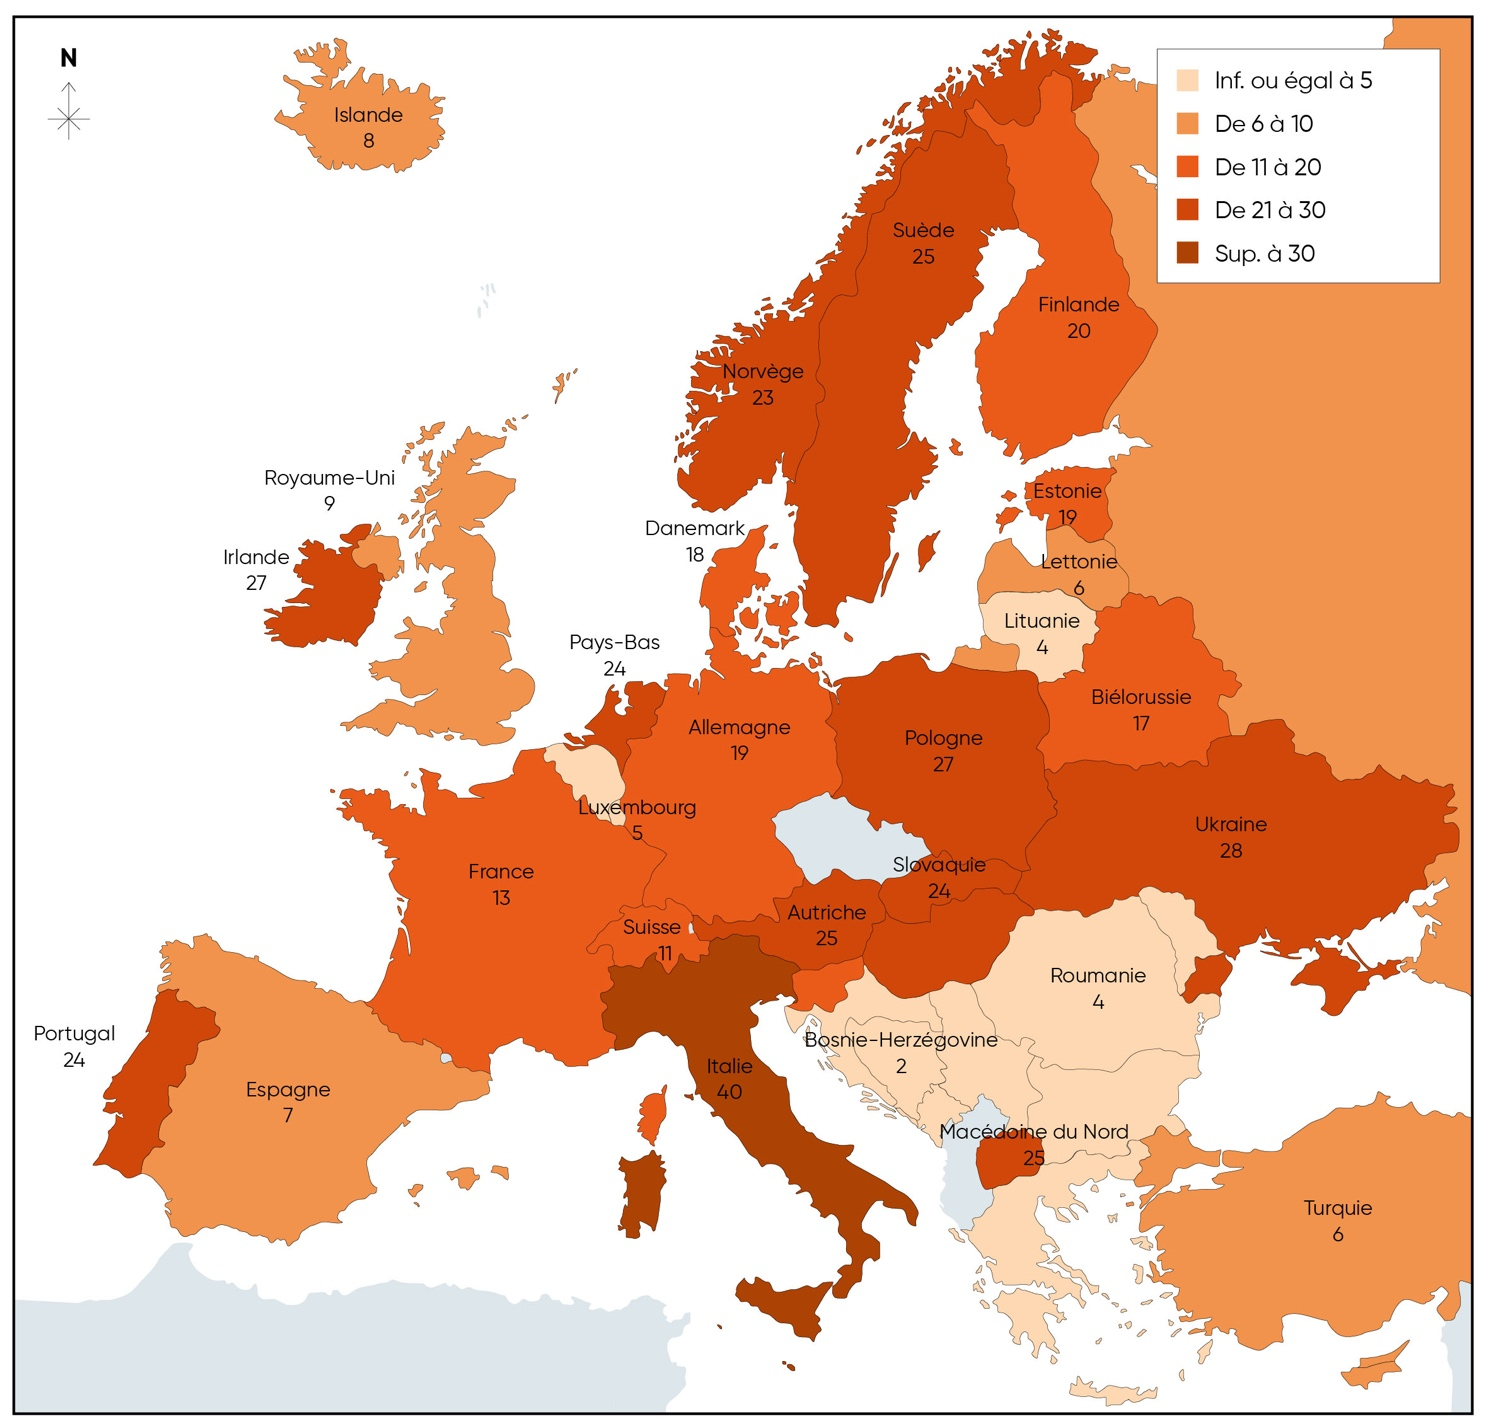 N
Inf. ou égal à 5
De 6 à 10
De 11 à 20
De 21 à 30
Sup. à 30
Islande
8
Suède
25
Finlande
20
Norvège
23
Royaume-Uni
9
Estonie
19
Danemark
18
Irlande
27
Lettonie
6
Lituanie
4
Pays-Bas
24
Biélorussie
17
Allemagne
19
Pologne
27
Luxembourg
5
Ukraine
28
France
13
Slovaquie
24
Autriche
25
Suisse
11
Roumanie
4
Portugal
24
Bosnie-Herzégovine
2
Italie
40
Espagne
7
Macédoine du Nord
25
Turquie
6